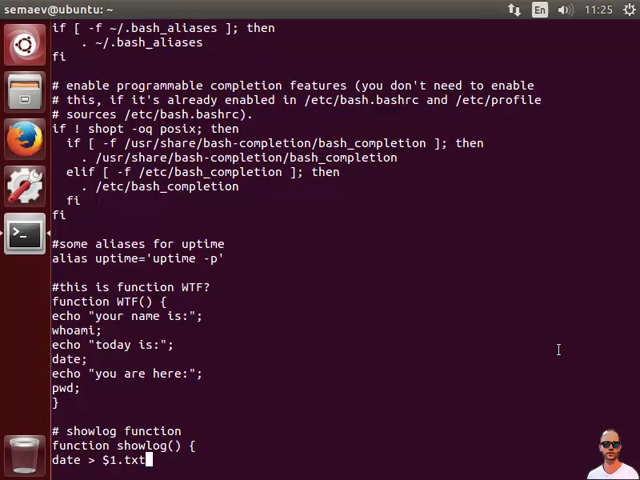 semaev@ubuntu: ~
En
11:25
if [ -f ~/.bash_aliases ]; then
    . ~/.bash_aliases
fi
# enable programmable completion features (you don't need to enable
# this, if it's already enabled in /etc/bash.bashrc and /etc/profile
# sources /etc/bash.bashrc).
if ! shopt -oq posix; then
  if [ -f /usr/share/bash-completion/bash_completion ]; then
    . /usr/share/bash-completion/bash_completion
  elif [ -f /etc/bash_completion ]; then
    . /etc/bash_completion
  fi
fi
#some aliases for uptime
alias uptime='uptime -p'
#this is function WTF?
function WTF() {
echo "your name is:";
whoami;
echo "today is:";
date;
echo "you are here:";
pwd;
}
# showlog function
function showlog() {
date > $1.txt